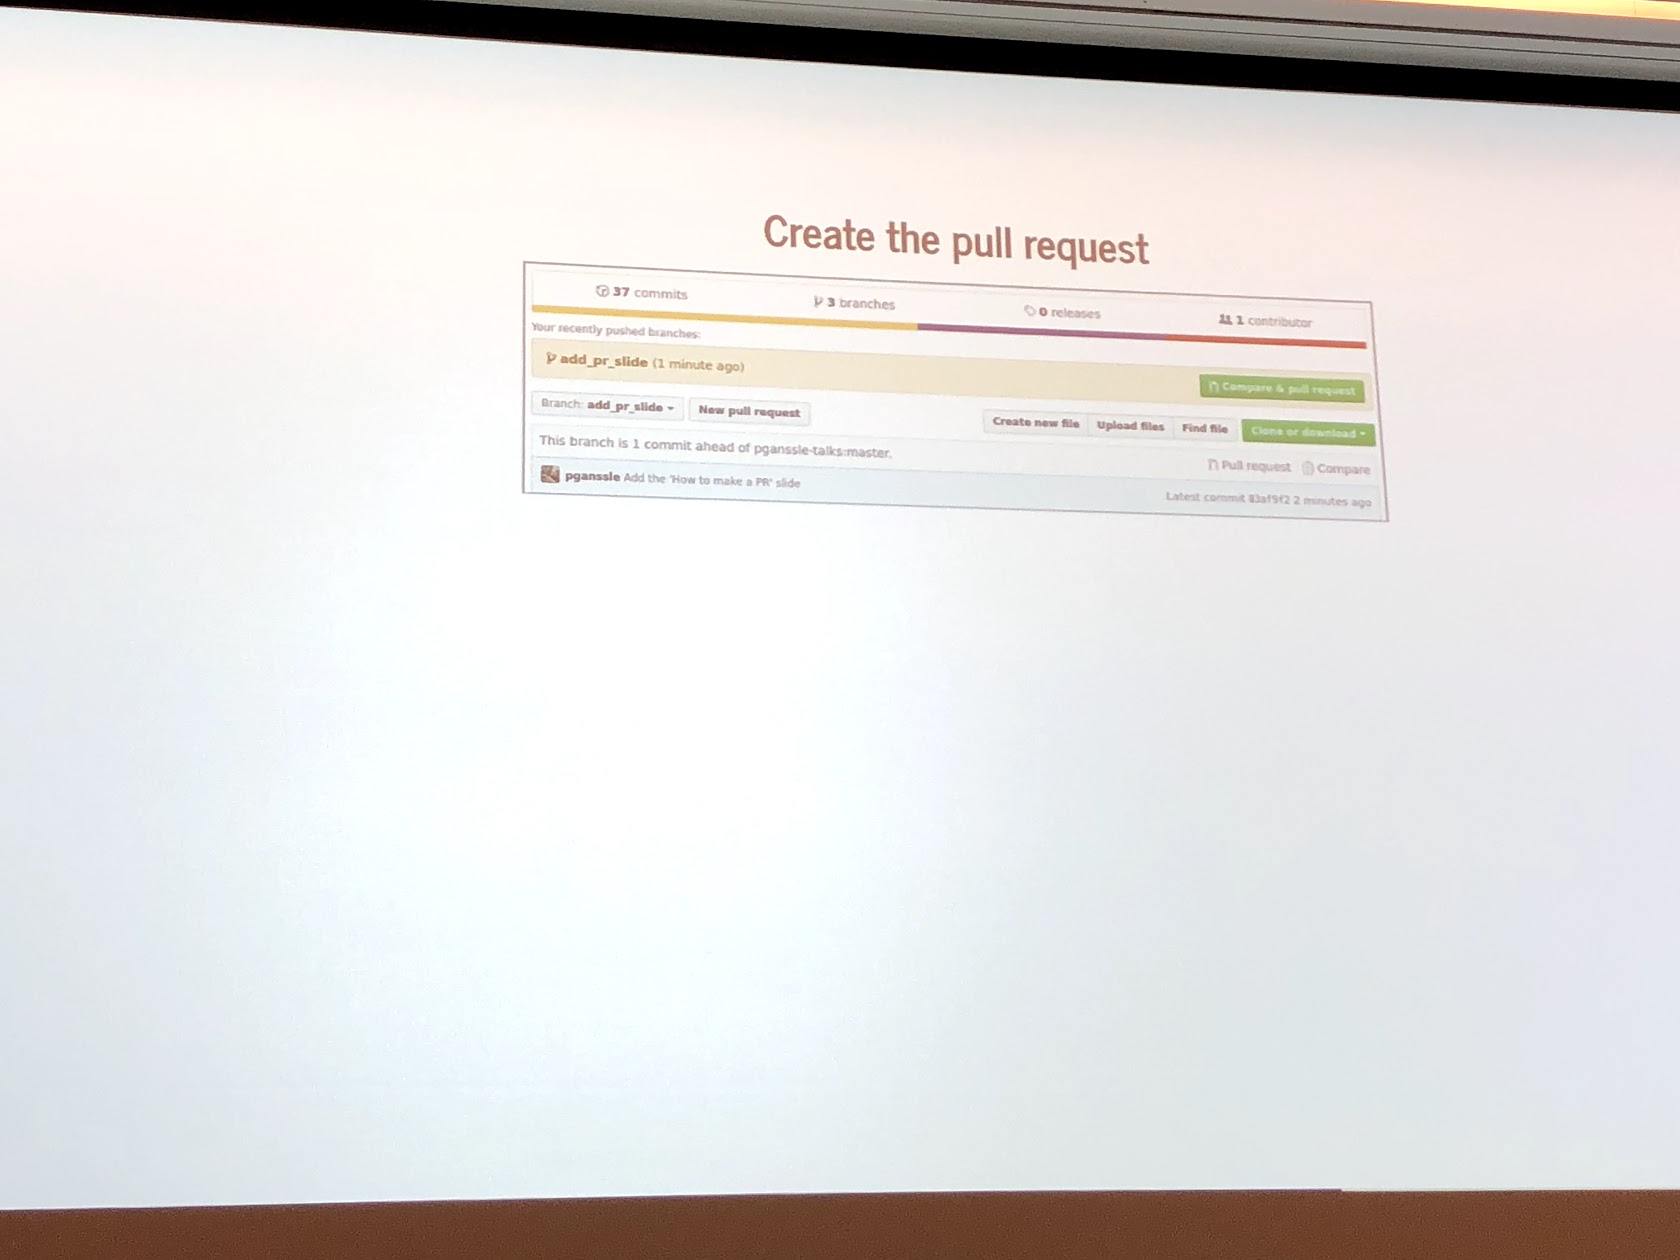 Create the pull request
37 commits 3 branches 0 releases 1 contributor
Your recently pushed branches:
add_pr_slide (1 minute ago) Compare & pull request
Branch: add_pr_slide New pull request Create new file Upload files Find file Clone or download
This branch is 1 commit ahead of pganssle-talks:master. Pull request Compare
pganssle Add the 'How to make a PR' slide Latest commit 83af9f2 2 minutes ago